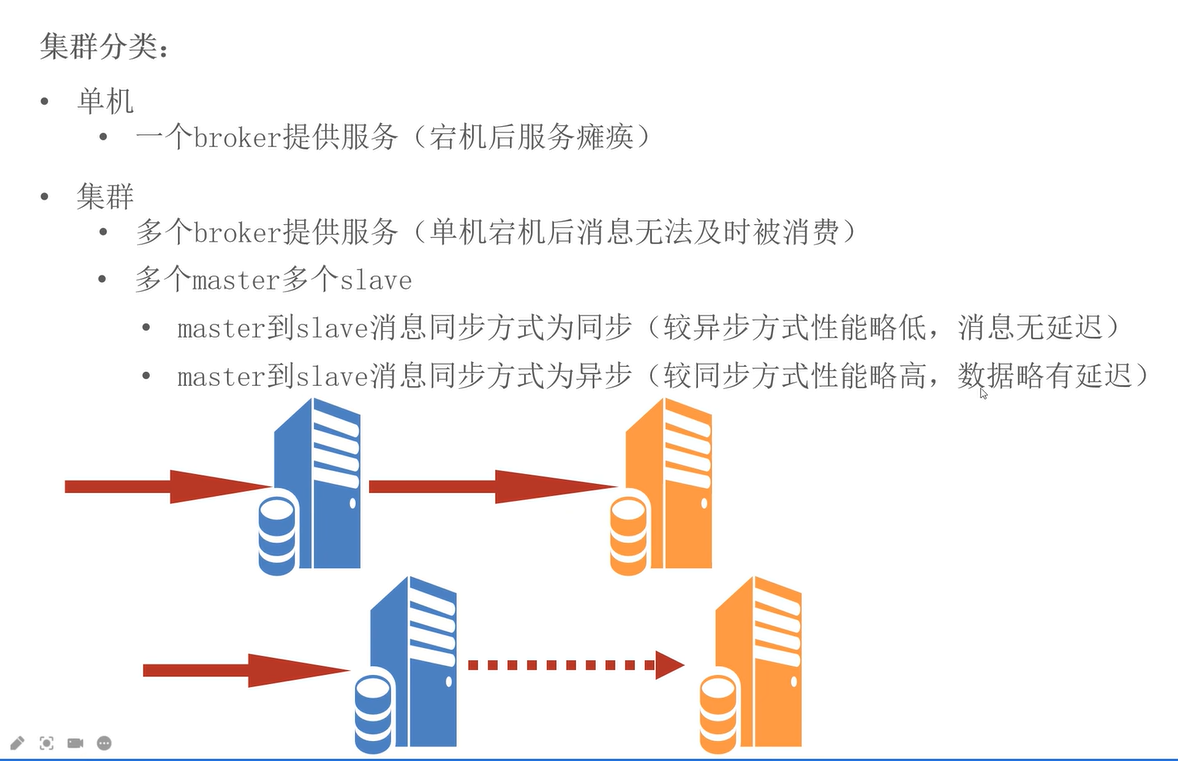 集群分类：
• 单机
• 一个broker提供服务（宕机后服务瘫痪）
• 集群
• 多个broker提供服务（单机宕机后消息无法及时被消费）
• 多个master多个slave
• master到slave消息同步方式为同步（较异步方式性能略低，消息无延迟）
• master到slave消息同步方式为异步（较同步方式性能略高，数据略有延迟）